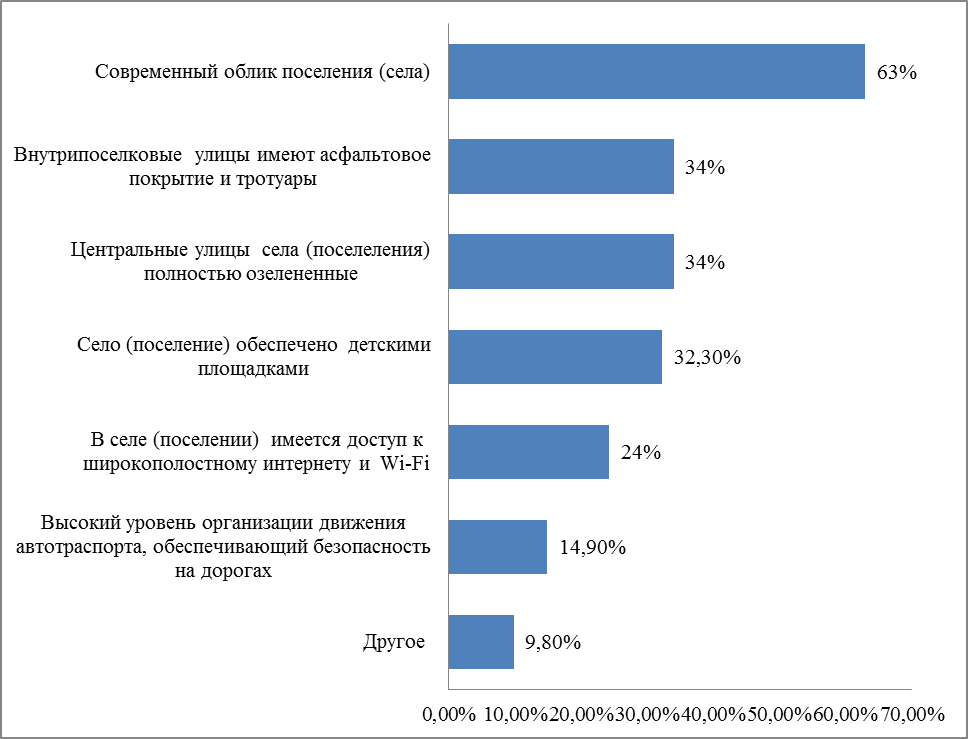 Современный облик поселения (села)
63%
Внутрипоселковые улицы имеют асфальтовое
покрытие и тротуары
34%
Центральные улицы села (поселеления)
полностью озелененные
34%
Село (поселение) обеспечено детскими
площадками
32,30%
В селе (поселении) имеется доступ к
широкополостному интернету и Wi-Fi
24%
Высокий уровень организации движения
автотраспорта, обеспечивающий безопасность
на дорогах
14,90%
Другое
9,80%
0,00% 10,00% 20,00% 30,00% 40,00% 50,00% 60,00% 70,00%